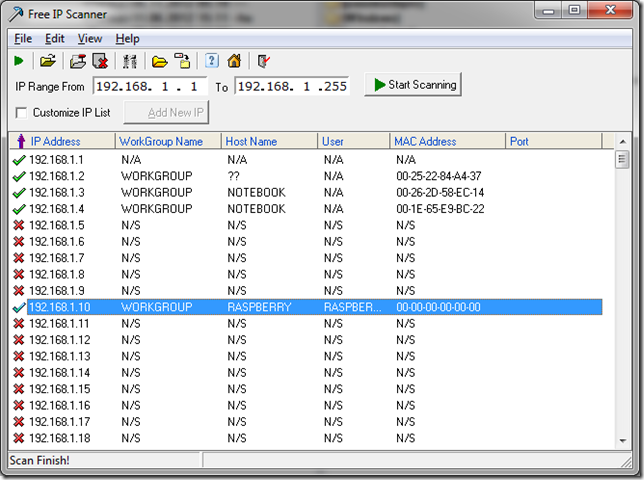 Free IP Scanner
File Edit View Help
IP Range From 192.168. 1 . 1 To 192.168. 1 .255 Start Scanning
Customize IP List Add New IP
IP Address WorkGroup Name Host Name User MAC Address Port
192.168.1.1 N/A N/A N/A N/A
192.168.1.2 WORKGROUP ?? N/A 00-25-22-84-A4-37
192.168.1.3 WORKGROUP NOTEBOOK N/A 00-26-2D-58-EC-14
192.168.1.4 WORKGROUP NOTEBOOK N/A 00-1E-65-E9-BC-22
192.168.1.5 N/S N/S N/S N/S
192.168.1.6 N/S N/S N/S N/S
192.168.1.7 N/S N/S N/S N/S
192.168.1.8 N/S N/S N/S N/S
192.168.1.9 N/S N/S N/S N/S
192.168.1.10 WORKGROUP RASPBERRY RASPBER... 00-00-00-00-00-00
192.168.1.11 N/S N/S N/S N/S
192.168.1.12 N/S N/S N/S N/S
192.168.1.13 N/S N/S N/S N/S
192.168.1.14 N/S N/S N/S N/S
192.168.1.15 N/S N/S N/S N/S
192.168.1.16 N/S N/S N/S N/S
192.168.1.17 N/S N/S N/S N/S
192.168.1.18 N/S N/S N/S N/S
Scan Finish!